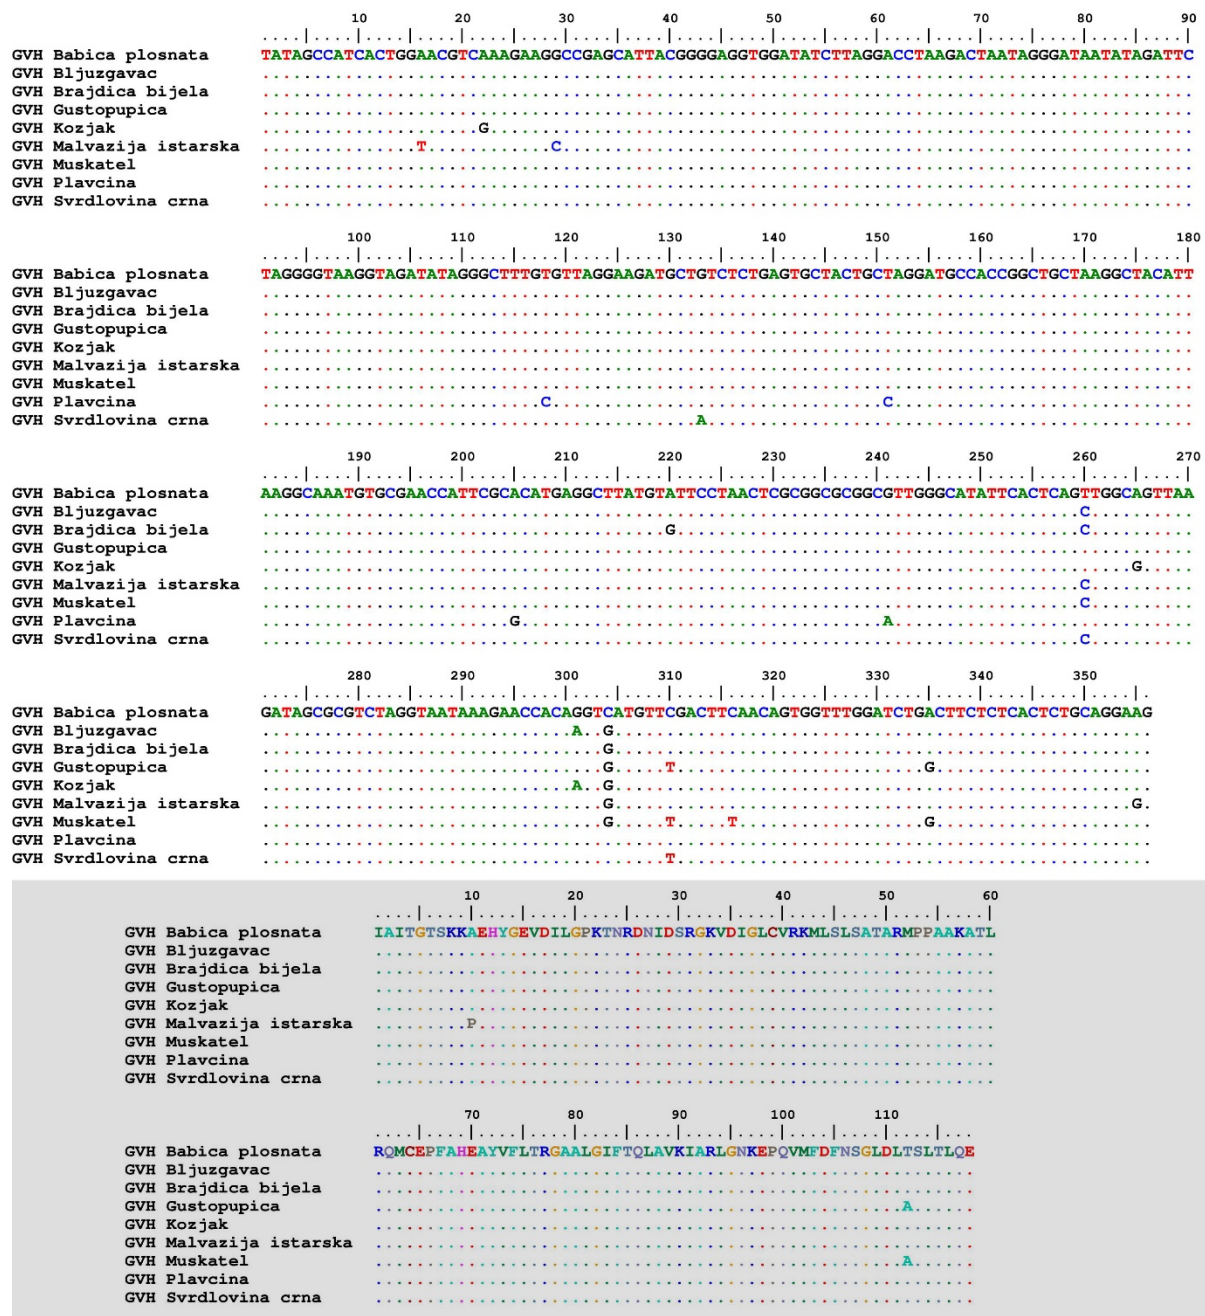 10 20 30 40 50 60 70 80 90
GVH Babica plosnata TATAGCCATCACTGGAACGTCAAAGAAGGCCGAGCATTACGGGGAGGTGGATATCTTAGGACCTAAGACTAATAGGGATAATATAGATTC
GVH Bljuzgavac
GVH Brajdica bijela
GVH Gustopupica
GVH Kozjak G
GVH Malvazija istarska T C
GVH Muskatel
GVH Plavcina
GVH Svrdlovina crna
100 110 120 130 140 150 160 170 180
GVH Babica plosnata TAGGGGTAAGGTAGATATAGGGCTTTGTGTTAGGAAGATGCTGTCTCTGAGTGCTACTGCTAGGATGCCACCGGCTGCTAAGGCTACATT
GVH Bljuzgavac
GVH Brajdica bijela
GVH Gustopupica
GVH Kozjak
GVH Malvazija istarska
GVH Muskatel
GVH Plavcina C C
GVH Svrdlovina crna A
190 200 210 220 230 240 250 260 270
GVH Babica plosnata AAGGCAAATGTGCGAACCATTCGCACATGAGGCTTATGTATTCCTAACTCGCGGCGCGGCGTTGGGCATATTCACTCAGTTGGCAGTTAA
GVH Bljuzgavac C
GVH Brajdica bijela G C
GVH Gustopupica
GVH Kozjak G
GVH Malvazija istarska C
GVH Muskatel C
GVH Plavcina G A
GVH Svrdlovina crna C
280 290 300 310 320 330 340 350
GVH Babica plosnata GATAGCGCGTCTAGGTAATAAAGAACCACAGGTCATGTTCGACTTCAACAGTGGTTTGGATCTGACTTCTCTCACTCTGCAGGAAG
GVH Bljuzgavac A G
GVH Brajdica bijela G
GVH Gustopupica G T G
GVH Kozjak A G
GVH Malvazija istarska G G
GVH Muskatel G T T G
GVH Plavcina
GVH Svrdlovina crna T
10 20 30 40 50 60
GVH Babica plosnata IAITGTSKKAEHYGEVDILGPKTNRDNIDSRGKVDIGLCVRKMLSLSATARMPPAAKATL
GVH Bljuzgavac
GVH Brajdica bijela
GVH Gustopupica
GVH Kozjak
GVH Malvazija istarska P
GVH Muskatel
GVH Plavcina
GVH Svrdlovina crna
70 80 90 100 110
GVH Babica plosnata RQMCEPFAHEAYVFLTRGAALGIFTQLAVKIARLGNKEPQVMFDFNSGLDLTSLTLQE
GVH Bljuzgavac
GVH Brajdica bijela
GVH Gustopupica A
GVH Kozjak
GVH Malvazija istarska
GVH Muskatel A
GVH Plavcina
GVH Svrdlovina crna